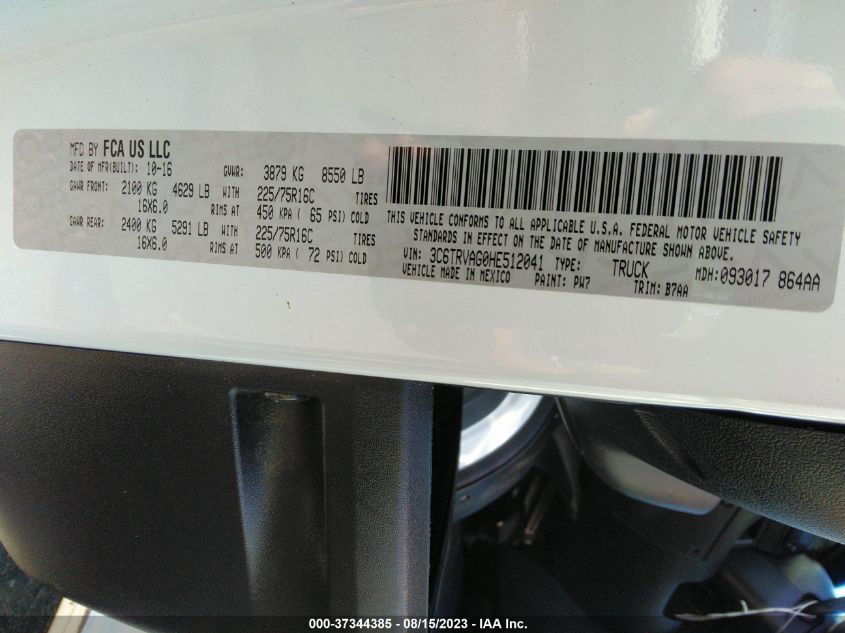 MFD BY FCA US LLC
DATE OF MFR(BUILT): 10-16 GVWR: 3879 KG 8550 LB
GAWR FRONT: 2100 KG 4629 LB WITH 225/75R16C TIRES
16X6.0 RIMS AT 450 KPA ( 65 PSI) COLD
GAWR REAR: 2400 KG 5291 LB WITH 225/75R16C TIRES
16X6.0 RIMS AT 500 KPA ( 72 PSI) COLD
THIS VEHICLE CONFORMS TO ALL APPLICABLE U.S.A. FEDERAL MOTOR VEHICLE SAFETY
STANDARDS IN EFFECT ON THE DATE OF MANUFACTURE SHOWN ABOVE.
VIN: 3C6TRVAG0HE512041 TYPE: TRUCK MDH:093017 864AA
VEHICLE MADE IN MEXICO PAINT: PW7 TRIM: B7AA
000-37344385 - 08/15/2023 - IAA Inc.